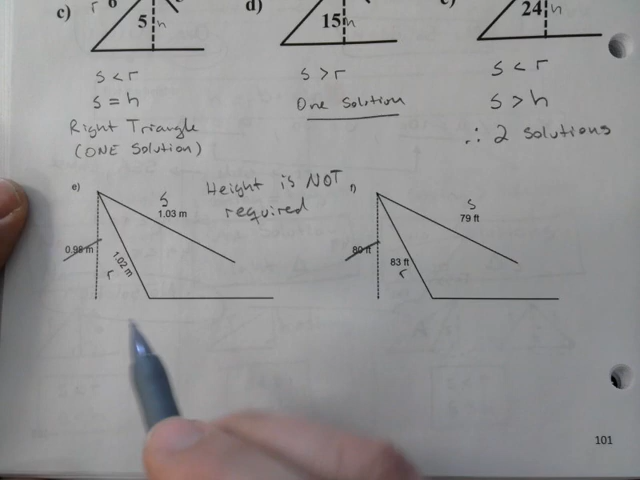 c) r 6
5 h
d)
15 h
24 h
s < r
s = h
Right Triangle
(ONE Solution)
s > r
One Solution
s < r
s > h
∴ 2 Solutions
e)
s
1.03 m
0.98 m
1.02 m
r
Height is NOT
required
f)
s
79 ft
80 ft
83 ft
r
101